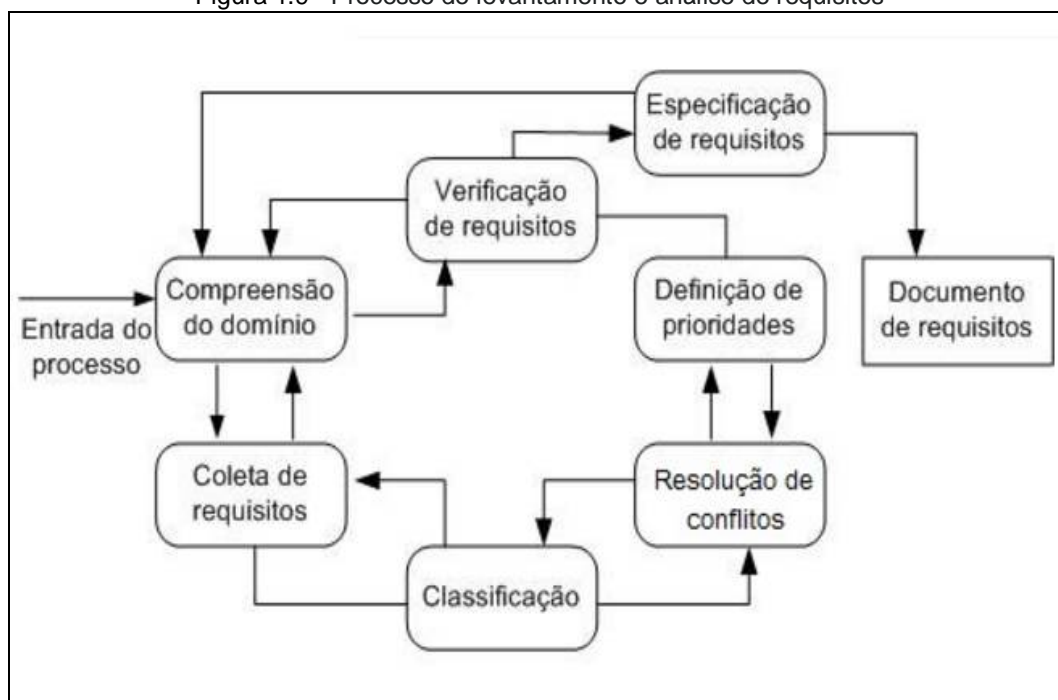 Figura Processo de levantamento e análise de requisitos
Especificação
de requisitos
Verificação
de requisitos
Compreensão
do domínio
Definição de
prioridades
Documento
de requisitos
Entrada do
processo
Coleta de
requisitos
Resolução de
conflitos
Classificação